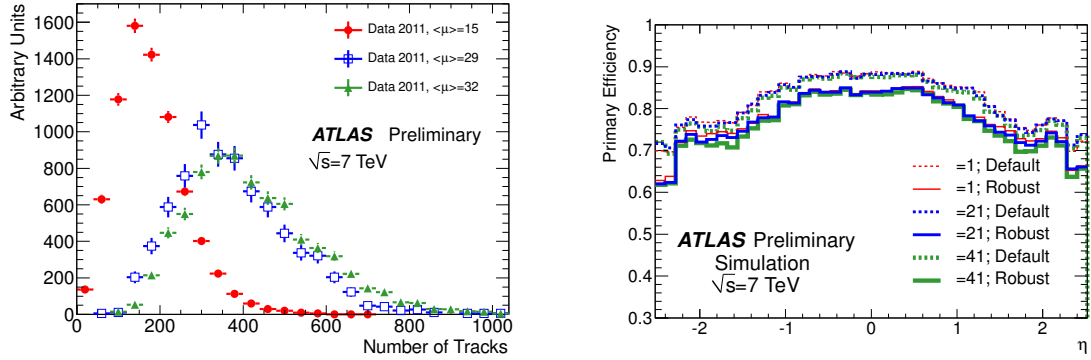 Arbitrary Units
1600
1400
1200
1000
800
600
400
200
0
0 200 400 600 800 1000
Number of Tracks
Data 2011, <μ>=15
Data 2011, <μ>=29
Data 2011, <μ>=32
ATLAS Preliminary
√s=7 TeV
Primary Efficiency
1
0.9
0.8
0.7
0.6
0.5
0.4
0.3
-2 -1 0 1 2
η
=1; Default
=1; Robust
=21; Default
=21; Robust
=41; Default
=41; Robust
ATLAS Preliminary
Simulation
√s=7 TeV